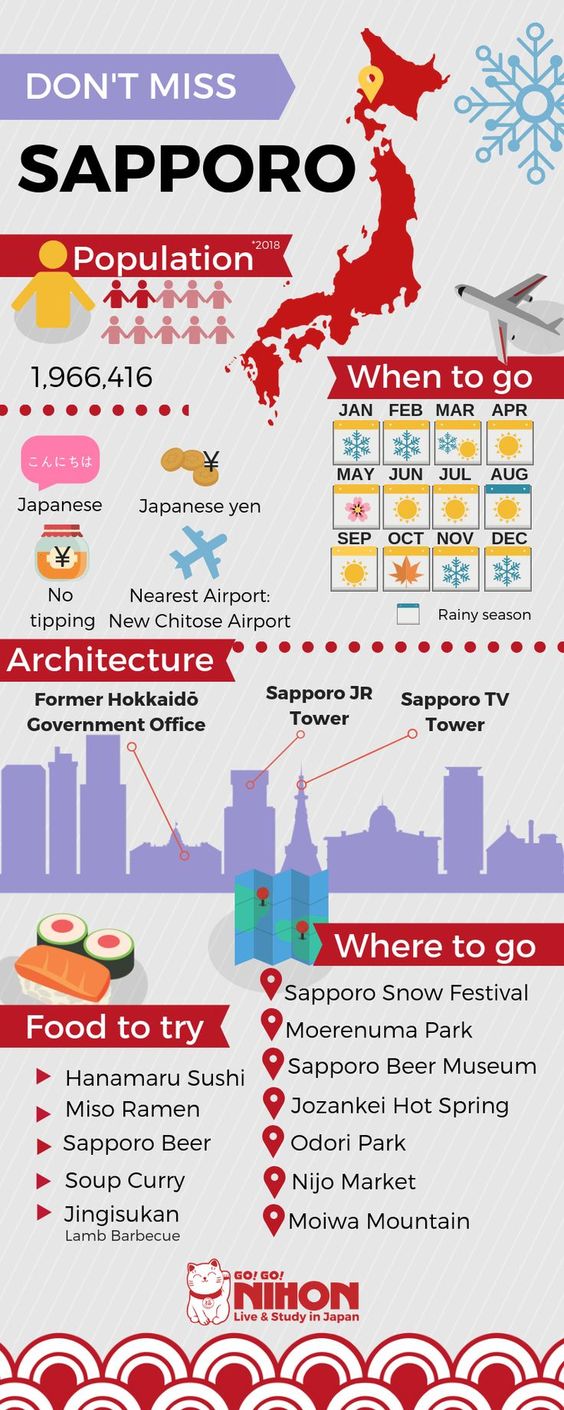 DON'T MISS
SAPPORO
Population
*2018
1,966,416
こんにちは
Japanese
¥
Japanese yen
¥
No
tipping
Nearest Airport:
New Chitose Airport
When to go
JAN FEB MAR APR
MAY JUN JUL AUG
SEP OCT NOV DEC
Rainy season
Architecture
Former Hokkaidō
Government Office
Sapporo JR
Tower
Sapporo TV
Tower
Where to go
Sapporo Snow Festival
Moerenuma Park
Sapporo Beer Museum
Jozankei Hot Spring
Odori Park
Nijo Market
Moiwa Mountain
Food to try
Hanamaru Sushi
Miso Ramen
Sapporo Beer
Soup Curry
Jingisukan
Lamb Barbecue
GO! GO!
NIHON
Live & Study in Japan